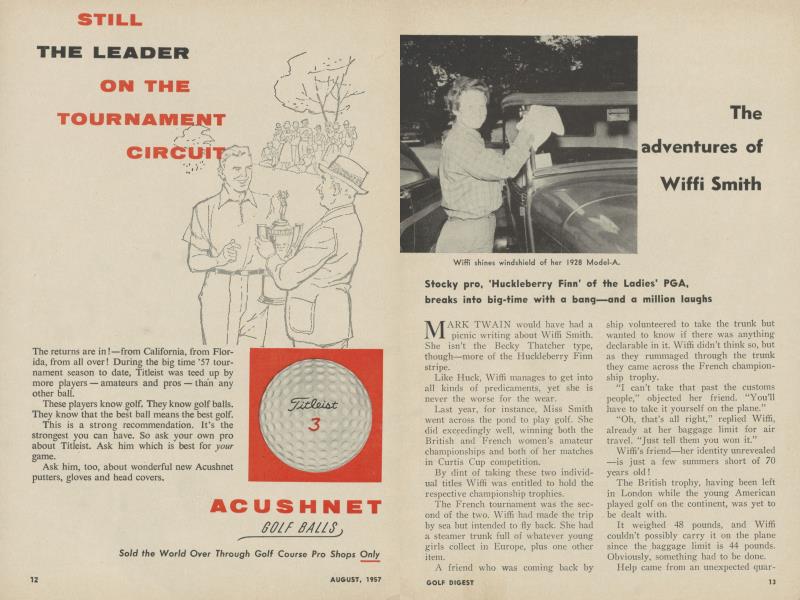 STILL
THE LEADER
ON THE
TOURNAMENT
CIRCUIT
The returns are in!—from California, from Flor-
ida, from all over! During the big time '57 tour-
nament season to date, Titleist was teed up by
more players — amateurs and pros — than any
other ball.
These players know golf. They know golf balls.
They know that the best ball means the best golf.
This is a strong recommendation. It's the
strongest you can have. So ask your own pro
about Titleist. Ask him which is best for your
game.
Ask him, too, about wonderful new Acushnet
putters, gloves and head covers.
Titleist
3
ACUSHNET
GOLF BALLS
Sold the World Over Through Golf Course Pro Shops Only
12
AUGUST, 1957
The
adventures of
Wiffi Smith
Wiffi shines windshield of her 1928 Model-A.
Stocky pro, 'Huckleberry Finn' of the Ladies' PGA,
breaks into big-time with a bang—and a million laughs
MARK TWAIN would have had a
picnic writing about Wiffi Smith.
She isn't the Becky Thatcher type,
though—more of the Huckleberry Finn
stripe.
Like Huck, Wiffi manages to get into
all kinds of predicaments, yet she is
never the worse for the wear.
Last year, for instance, Miss Smith
went across the pond to play golf. She
did exceedingly well, winning both the
British and French women's amateur
championships and both of her matches
in Curtis Cup competition.
By dint of taking these two individ-
ual titles Wiffi was entitled to hold the
respective championship trophies.
The French tournament was the sec-
ond of the two. Wiffi had made the trip
by sea but intended to fly back. She had
a steamer trunk full of whatever young
girls collect in Europe, plus one other
item.
A friend who was coming back by
ship volunteered to take the trunk but
wanted to know if there was anything
declarable in it. Wiffi didn't think so, but
as they rummaged through the trunk
they came across the French champion-
ship trophy.
"I can't take that past the customs
people," objected her friend. "You'll
have to take it yourself on the plane."
"Oh, that's all right," replied Wiffi,
already at her baggage limit for air
travel. "Just tell them you won it."
Wiffi's friend—her identity unrevealed
—is just a few summers short of 70
years old!
The British trophy, having been left
in London while the young American
played golf on the continent, was yet to
be dealt with.
It weighed 48 pounds, and Wiffi
couldn't possibly carry it on the plane
since the baggage limit is 44 pounds.
Obviously, something had to be done.
Help came from an unexpected quar-
GOLF DIGEST
13